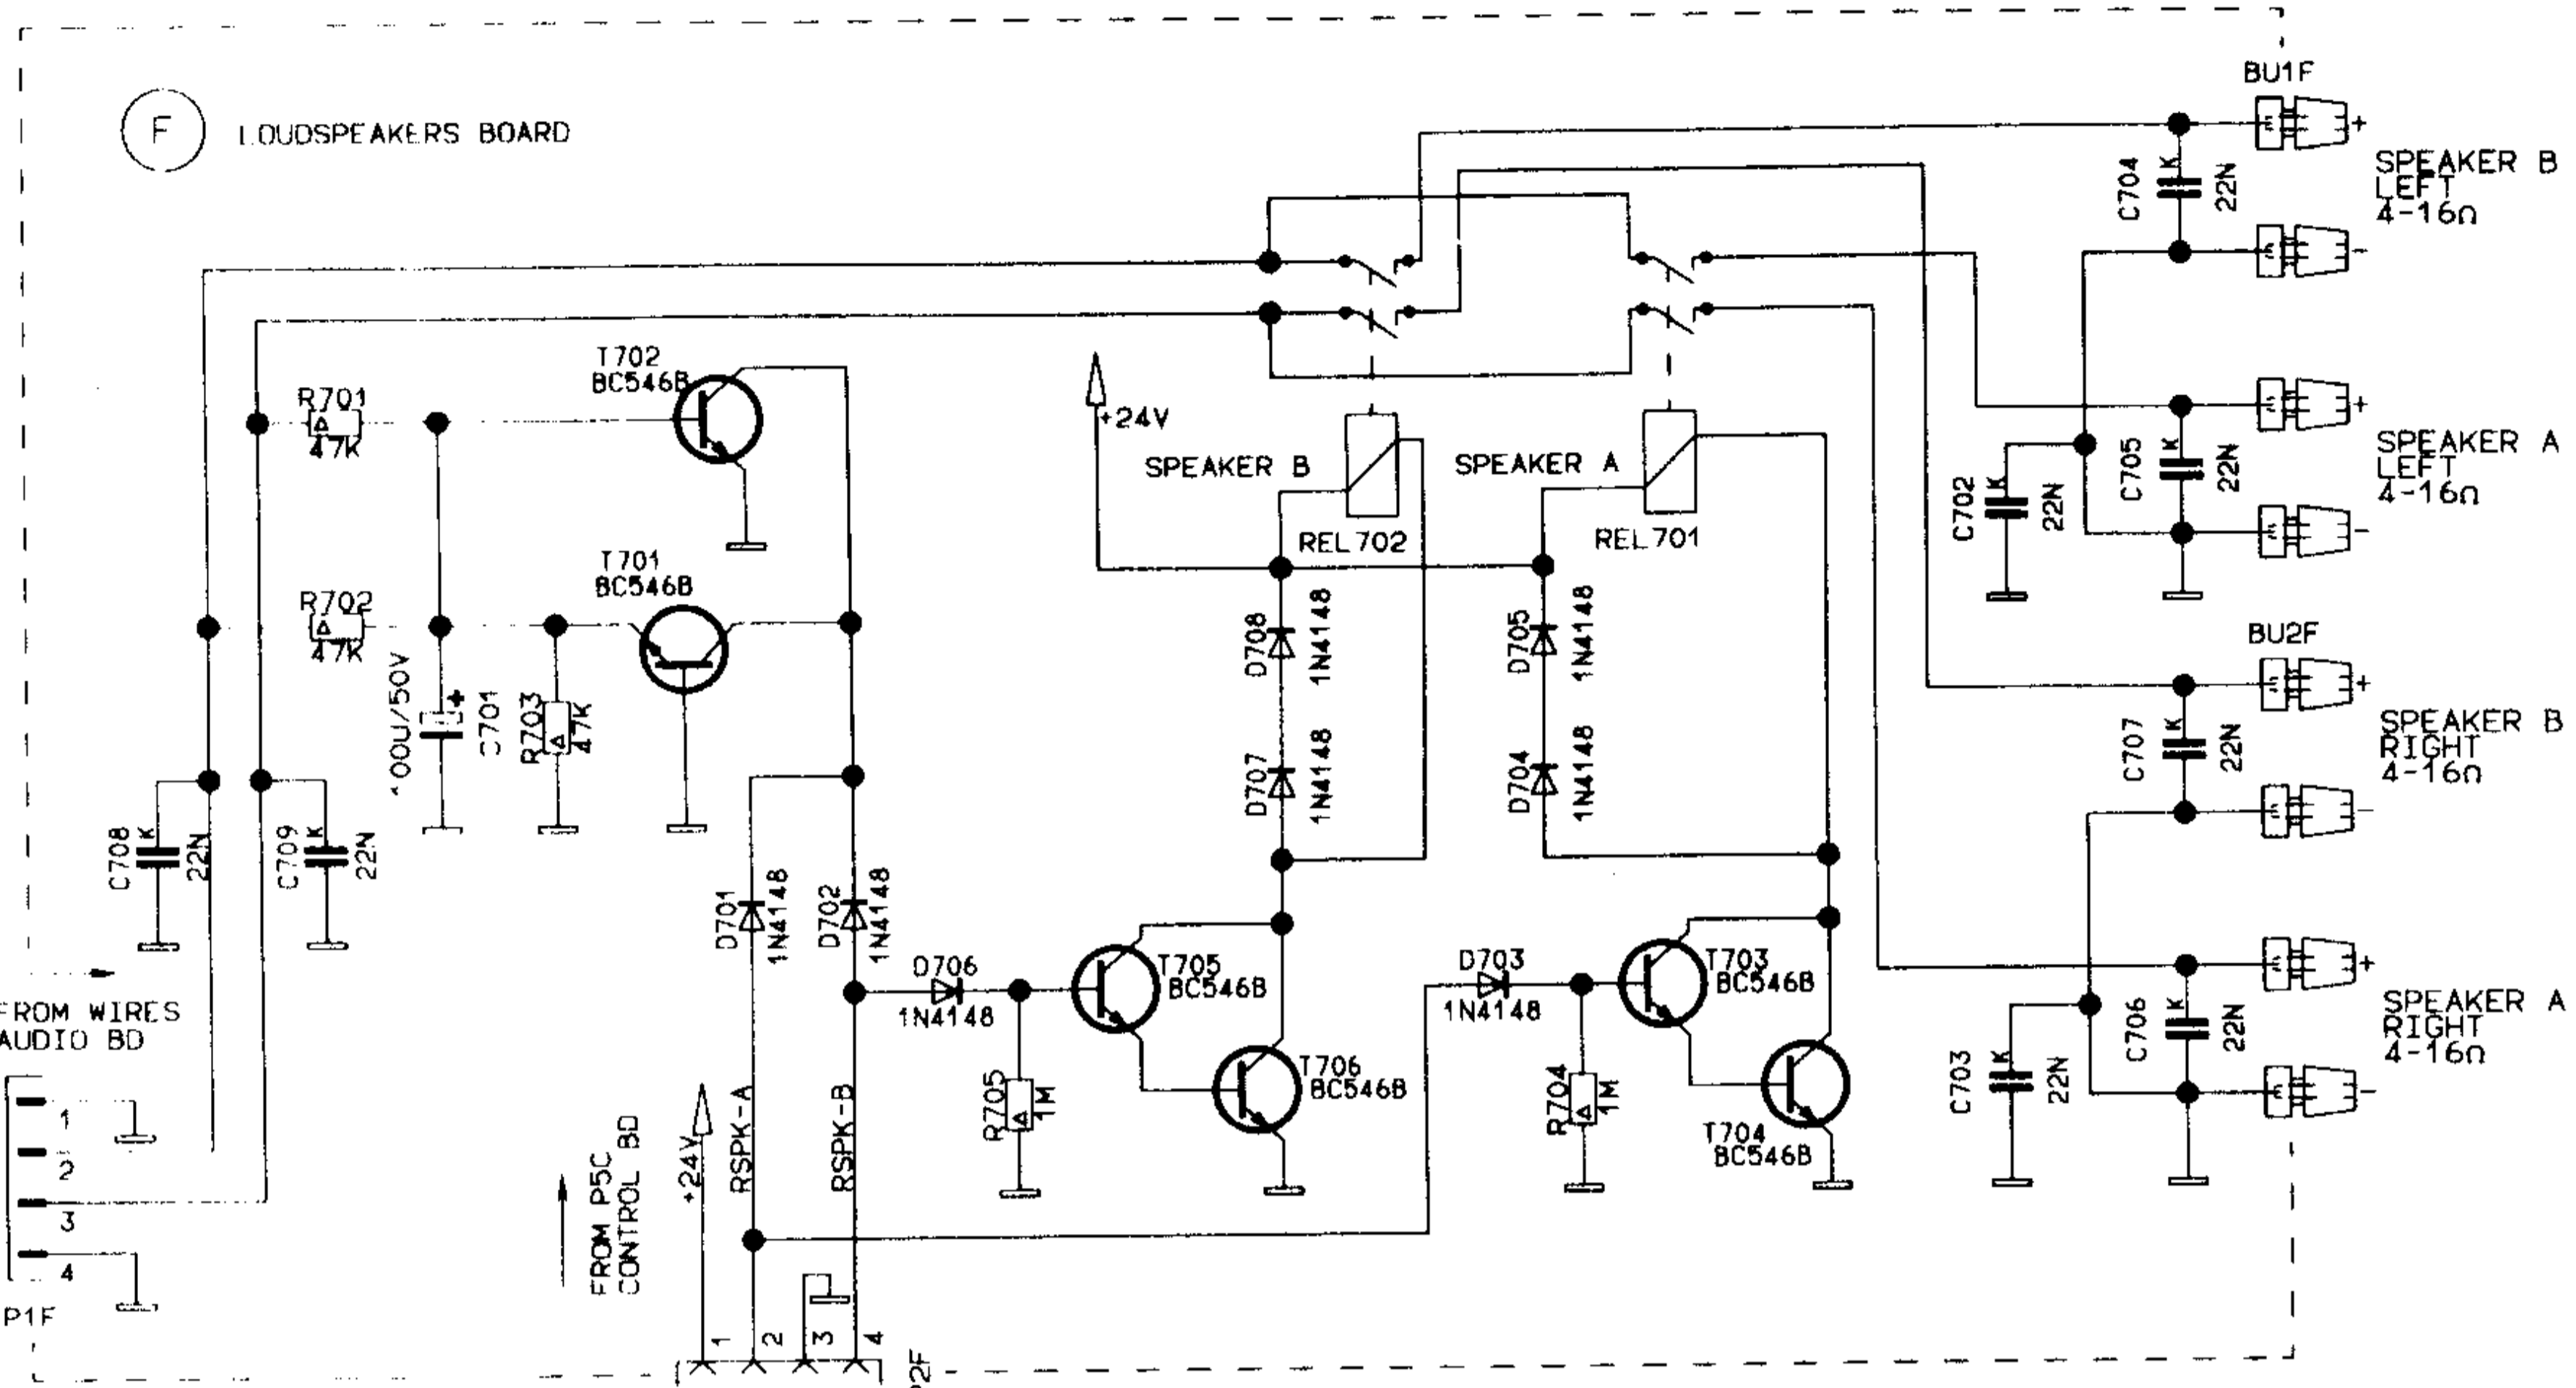 F
LOUDSPEAKERS BOARD
BU1F
+
SPEAKER B
LEFT
4-16Ω
-
C704
K
22N
+
SPEAKER A
LEFT
4-16Ω
-
C702
K
22N
C705
K
22N
BU2F
+
SPEAKER B
RIGHT
4-16Ω
-
C707
K
22N
+
SPEAKER A
RIGHT
4-16Ω
-
C703
K
22N
C706
K
22N
T702
BC546B
R701
47K
T701
BC546B
R702
47K
+
C701
R703
47K
C708
K
22N
C709
K
22N
+24V
SPEAKER B
REL702
SPEAKER A
REL701
D708
1N4148
D705
1N4148
D707
1N4148
D704
1N4148
D701
1N4148
D702
1N4148
D706
1N4148
T705
BC546B
D703
1N4148
T703
BC546B
R705
1M
T706
BC546B
R704
1M
T704
BC546B
FROM WIRES
AUDIO BD
1
2
3
4
P1F
FROM P5C
CONTROL BD
+24V
RSPK-A
RSPK-B
1
2
3
4
P2F